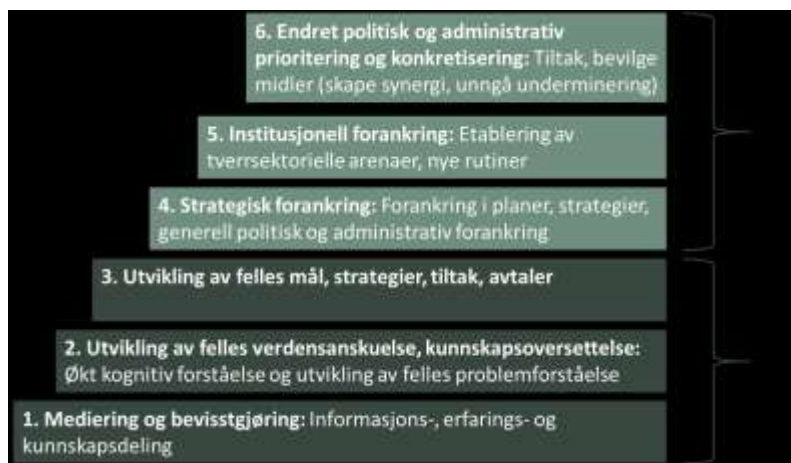 6. Endret politisk og administrativ
prioritering og konkretisering: Tiltak, bevilge
midler (skape synergi, unngå underminering)
5. Institusjonell forankring: Etablering av
tverrsektorielle arenaer, nye rutiner
4. Strategisk forankring: Forankring i planer, strategier,
generell politisk og administrativ forankring
3. Utvikling av felles mål, strategier, tiltak, avtaler
2. Utvikling av felles verdensanskuelse, kunnskapsoversettelse:
Økt kognitiv forståelse og utvikling av felles problemforståelse
1. Mediering og bevisstgjøring: Informasjons-, erfarings- og
kunnskapsdeling